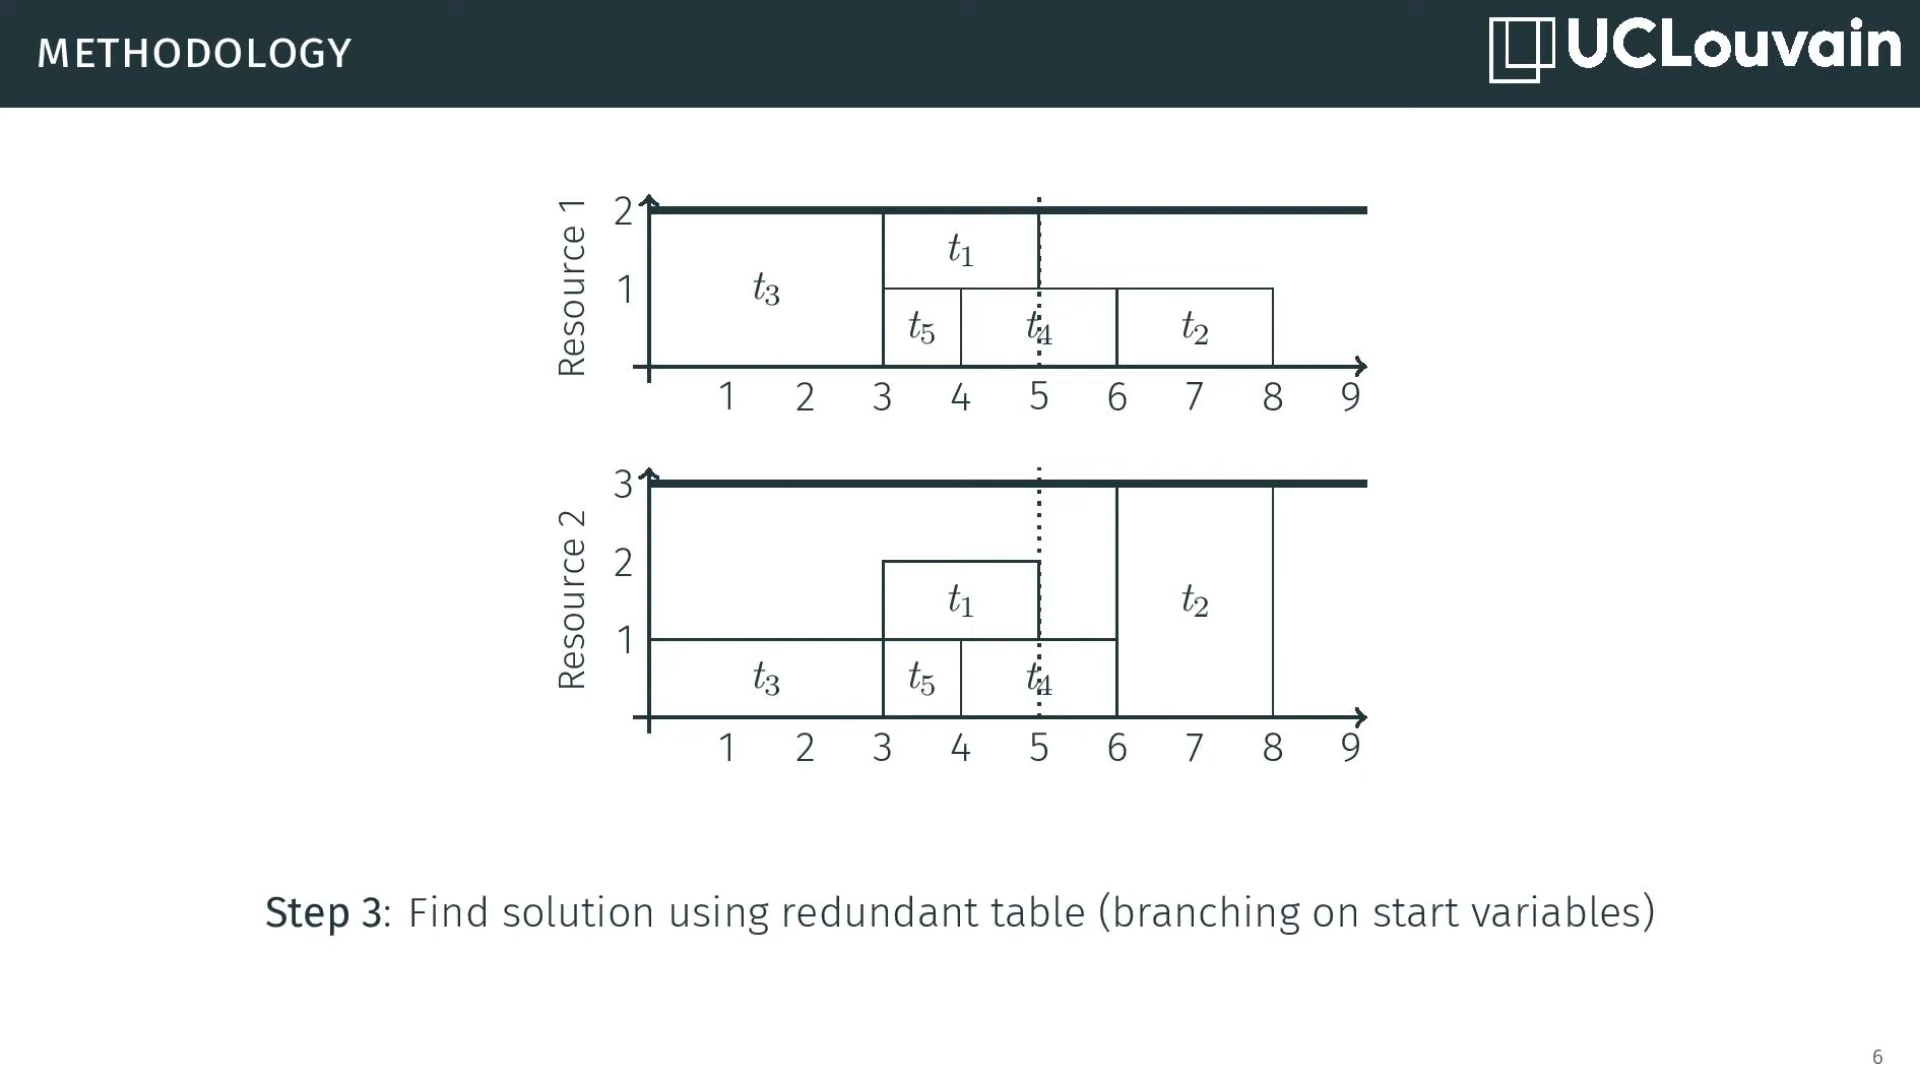 METHODOLOGY
UCLouvain
Resource 1
2
1
t3
t1
t5
t4
t2
1 2 3 4 5 6 7 8 9
Resource 2
3
2
1
t1
t2
t3
t5
t4
1 2 3 4 5 6 7 8 9
Step 3: Find solution using redundant table (branching on start variables)
6